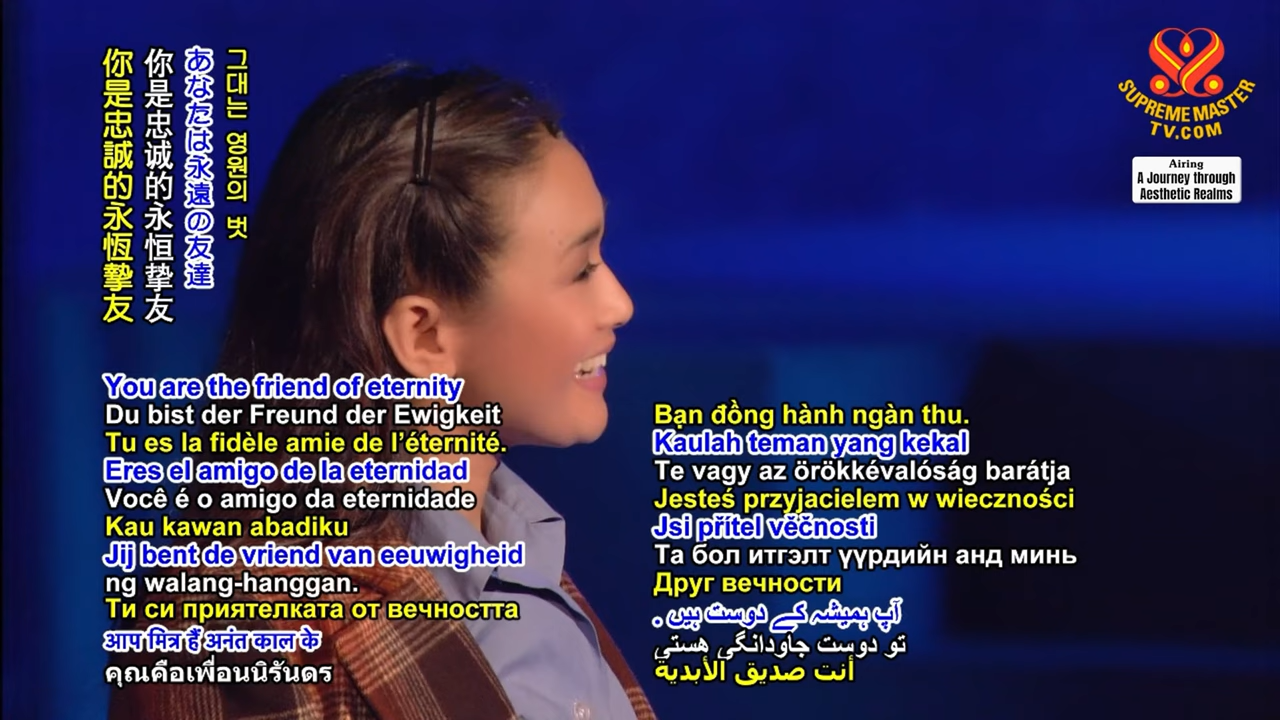 그대는 영원의 벗
あなたは永遠の友達
你是忠诚的永恒挚友
你是忠誠的永恆摯友
SUPREME MASTER
TV.COM
Airing
A Journey through
Aesthetic Realms
You are the friend of eternity
Du bist der Freund der Ewigkeit
Tu es la fidèle amie de l’éternité.
Eres el amigo de la eternidad
Você é o amigo da eternidade
Kau kawan abadiku
Jij bent de vriend van eeuwigheid
ng walang-hanggan.
Ти си приятелката от вечността
आप मित्र हैं अनंत काल के
คุณคือเพื่อนนิรันดร
Bạn đồng hành ngàn thu.
Kaulah teman yang kekal
Te vagy az örökkévalóság barátja
Jesteś przyjacielem w wieczności
Jsi přítel věčnosti
Та бол итгэлт үүрдийн анд минь
Друг вечности
آپ ہمیشہ کے دوست ہیں .
تو دوست جاودانگی هستی
أنت صديق الأبدية